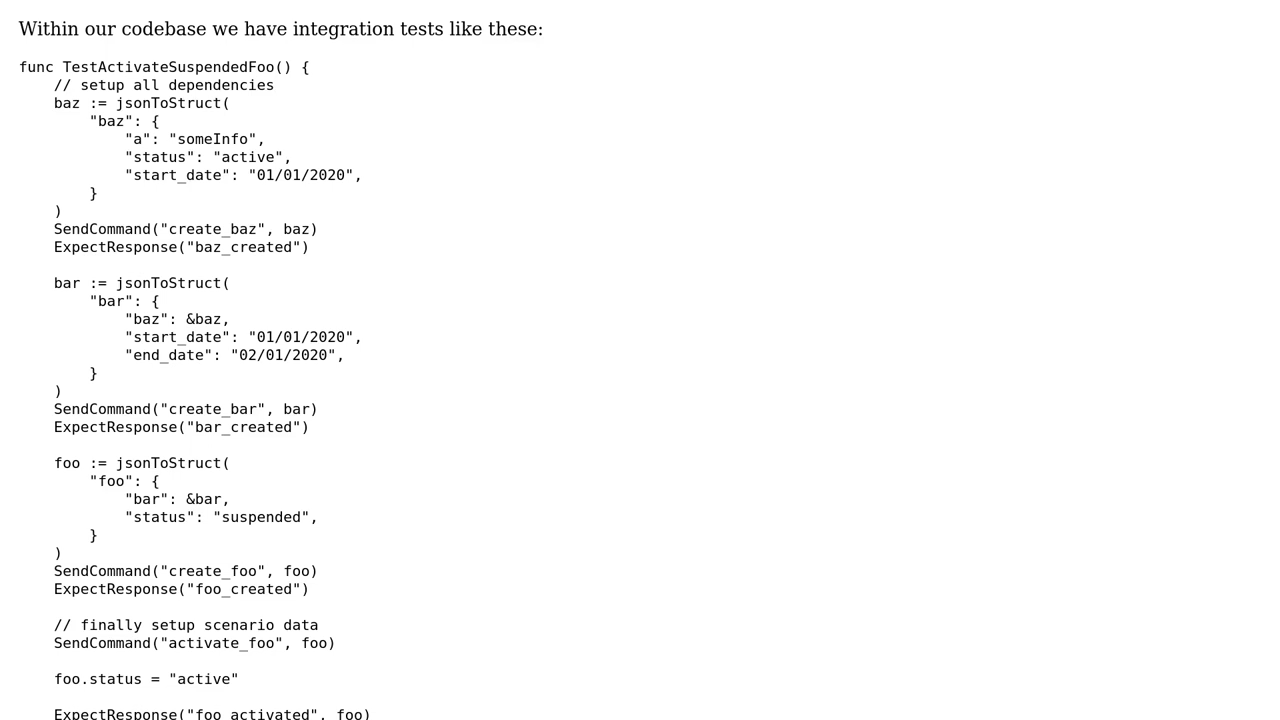 Within our codebase we have integration tests like these:
func TestActivateSuspendedFoo() {
    // setup all dependencies
    baz := jsonToStruct(
        "baz": {
            "a": "someInfo",
            "status": "active",
            "start_date": "01/01/2020",
        }
    )
    SendCommand("create_baz", baz)
    ExpectResponse("baz_created")

    bar := jsonToStruct(
        "bar": {
            "baz": &baz,
            "start_date": "01/01/2020",
            "end_date": "02/01/2020",
        }
    )
    SendCommand("create_bar", bar)
    ExpectResponse("bar_created")

    foo := jsonToStruct(
        "foo": {
            "bar": &bar,
            "status": "suspended",
        }
    )
    SendCommand("create_foo", foo)
    ExpectResponse("foo_created")

    // finally setup scenario data
    SendCommand("activate_foo", foo)

    foo.status = "active"

    ExpectResponse("foo_activated", foo)